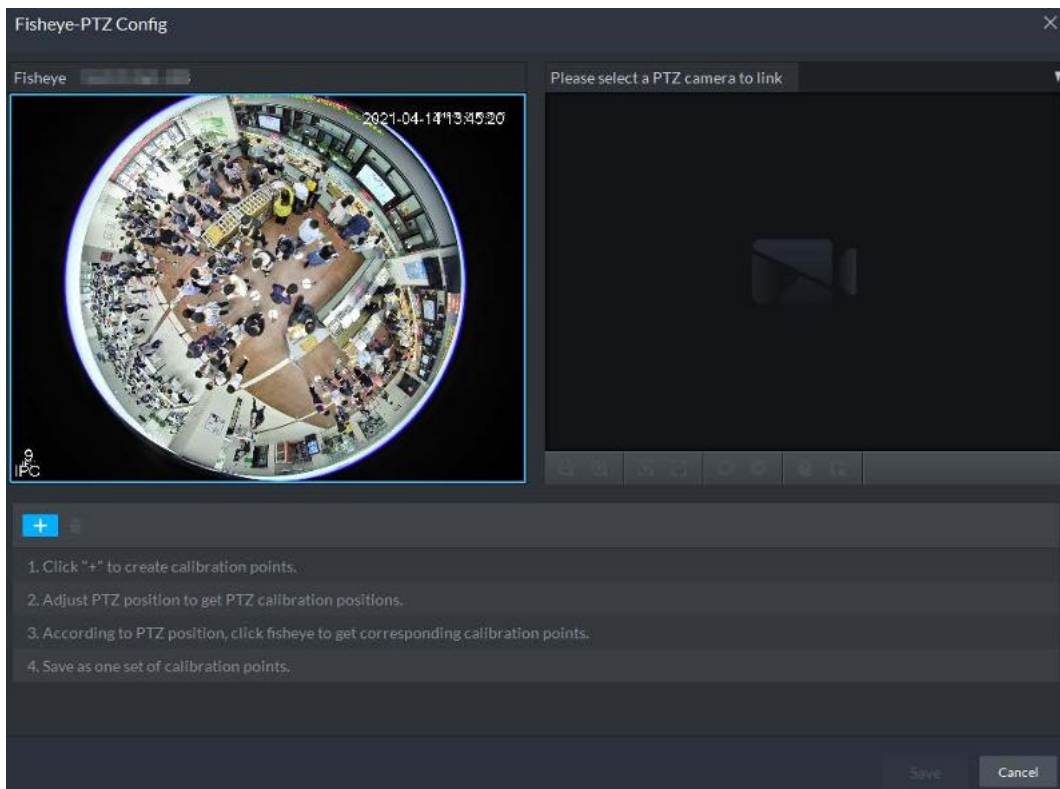 Fisheye-PTZ Config
Fisheye
Please select a PTZ camera to link
2021-04-14 13:45:20
IPC
+
1. Click "+" to create calibration points.
2. Adjust PTZ position to get PTZ calibration positions.
3. According to PTZ position, click fisheye to get corresponding calibration points.
4. Save as one set of calibration points.
Save
Cancel